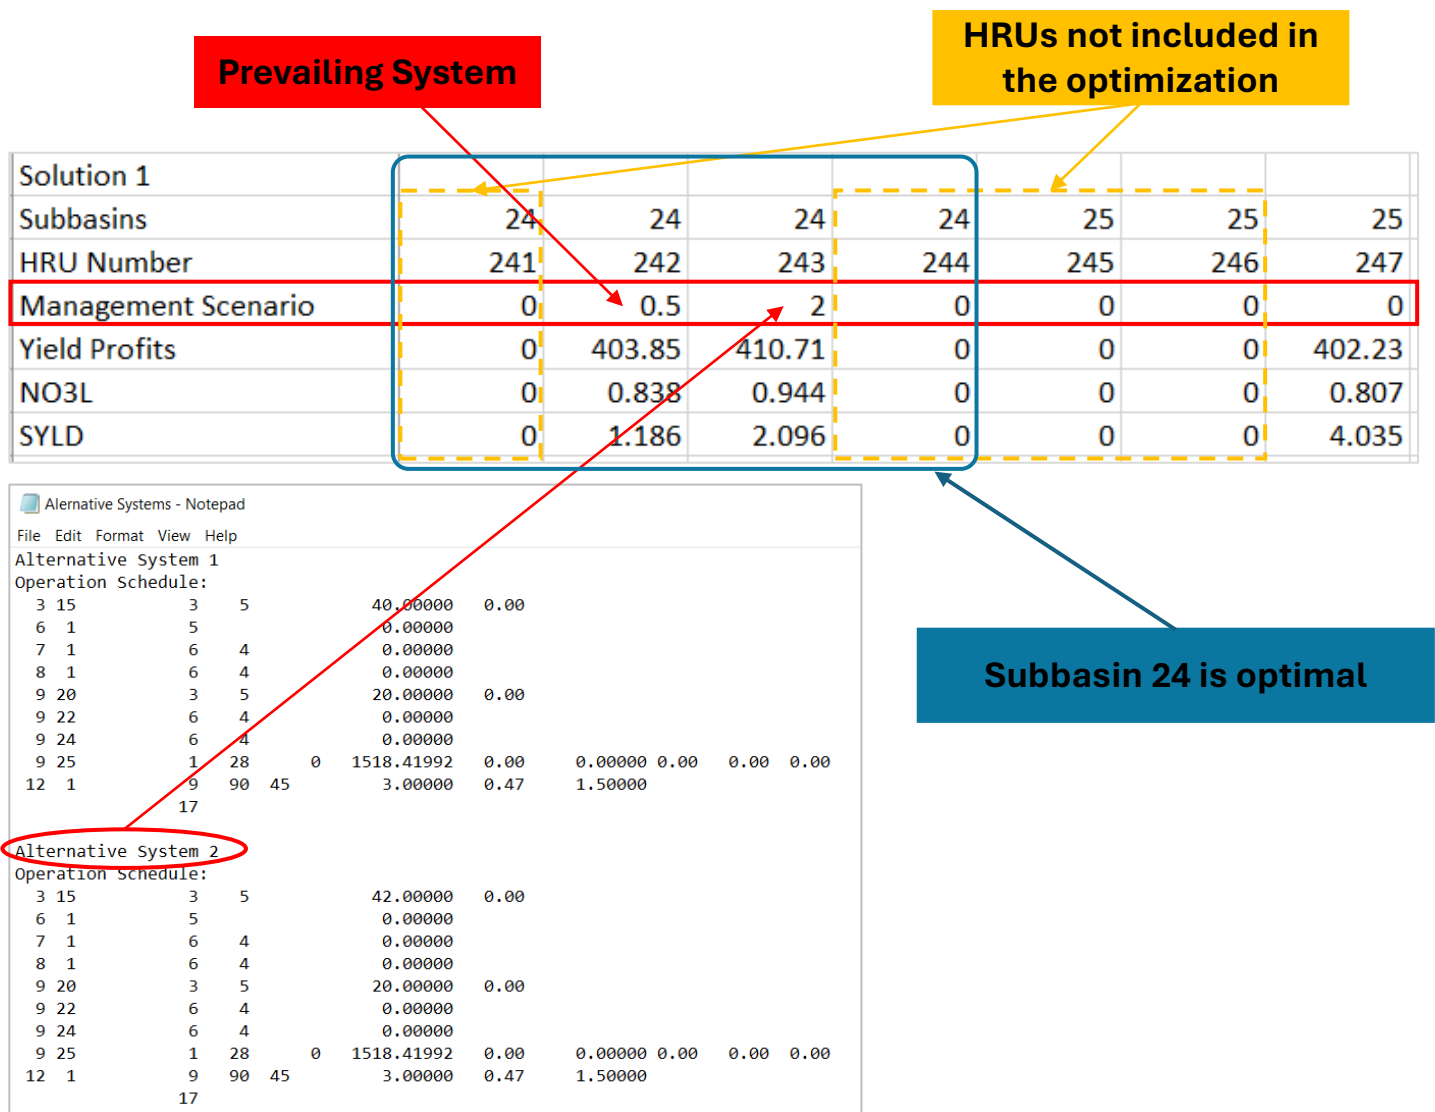 HRUs not included in
the optimization
Prevailing System
Solution 1
Subbasins 24 24 24 24 25 25 25
HRU Number 241 242 243 244 245 246 247
Management Scenario 0 0.5 2 0 0 0 0
Yield Profits 0 403.85 410.71 0 0 0 402.23
NO3L 0 0.838 0.944 0 0 0 0.807
SYLD 0 1.186 2.096 0 0 0 4.035
Alernative Systems - Notepad
File Edit Format View Help
Alternative System 1
Operation Schedule:
3 15 3 5 40.00000 0.00
6 1 5 0.00000
7 1 6 4 0.00000
8 1 6 4 0.00000
9 20 3 5 20.00000 0.00
9 22 6 4 0.00000
9 24 6 4 0.00000
9 25 1 28 0 1518.41992 0.00 0.00000 0.00 0.00 0.00
12 1 9 90 45 3.00000 0.47 1.50000
17
Subbasin 24 is optimal
Alternative System 2
Operation Schedule:
3 15 3 5 42.00000 0.00
6 1 5 0.00000
7 1 6 4 0.00000
8 1 6 4 0.00000
9 20 3 5 20.00000 0.00
9 22 6 4 0.00000
9 24 6 4 0.00000
9 25 1 28 0 1518.41992 0.00 0.00000 0.00 0.00 0.00
12 1 9 90 45 3.00000 0.47 1.50000
17